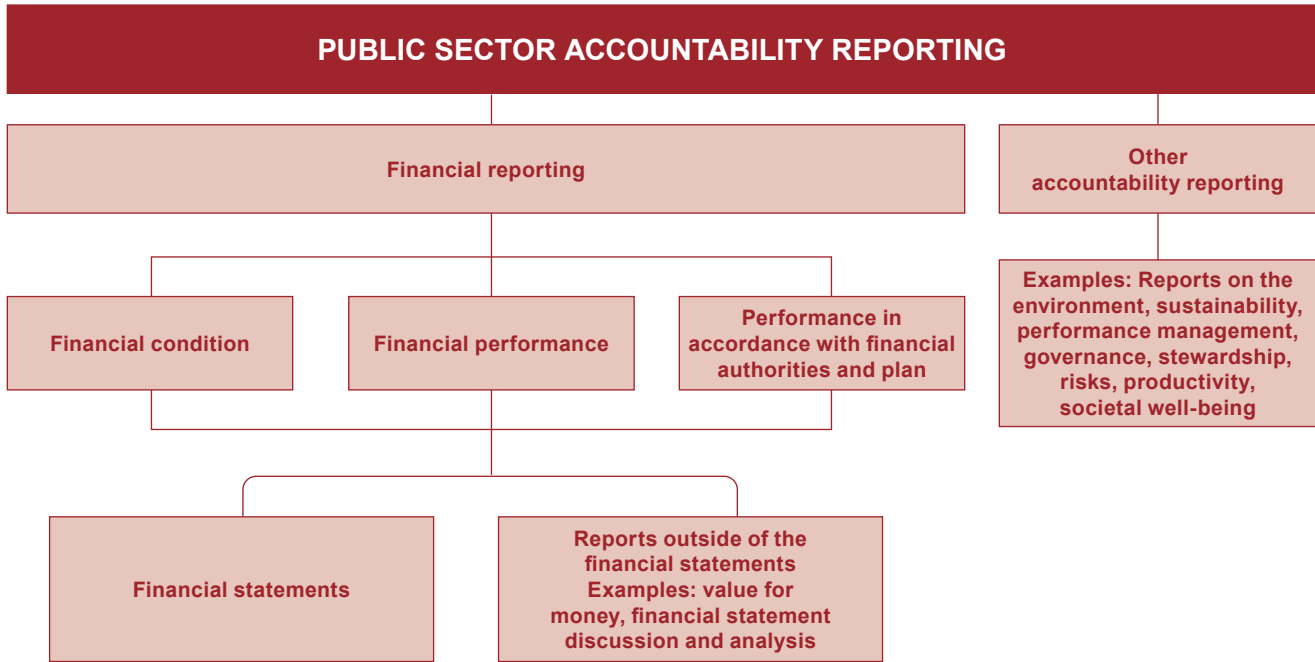 PUBLIC SECTOR ACCOUNTABILITY REPORTING
Financial reporting
Other
accountability reporting
Financial condition
Financial performance
Performance in
accordance with financial
authorities and plan
Examples: Reports on the
environment, sustainability,
performance management,
governance, stewardship,
risks, productivity,
societal well-being
Financial statements
Reports outside of the
financial statements
Examples: value for
money, financial statement
discussion and analysis